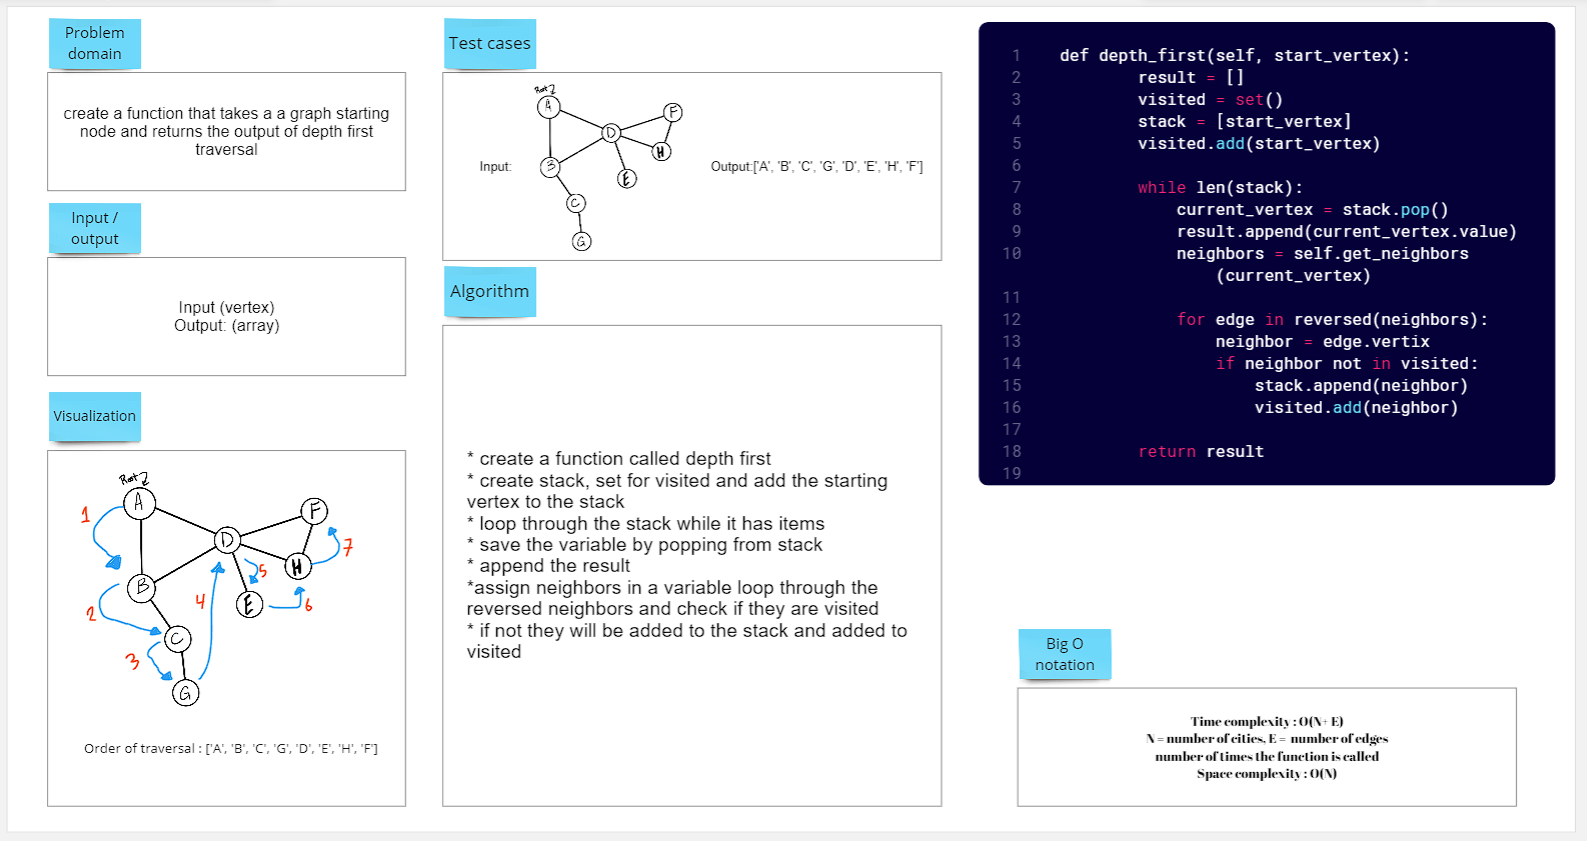 Problem
domain
create a function that takes a a graph starting
node and returns the output of depth first
traversal
Input /
output
Input (vertex)
Output: (array)
Visualization
Root
A
B
C
G
D
E
H
F
1
2
3
4
5
6
7
Order of traversal : ['A', 'B', 'C', 'G', 'D', 'E', 'H', 'F']
Test cases
Input:
Root
A
B
C
G
D
E
H
F
Output:['A', 'B', 'C', 'G', 'D', 'E', 'H', 'F']
Algorithm
* create a function called depth first
* create stack, set for visited and add the starting
vertex to the stack
* loop through the stack while it has items
* save the variable by popping from stack
* append the result
*assign neighbors in a variable loop through the
reversed neighbors and check if they are visited
* if not they will be added to the stack and added to
visited
1 def depth_first(self, start_vertex):
2 result = []
3 visited = set()
4 stack = [start_vertex]
5 visited.add(start_vertex)
6
7 while len(stack):
8 current_vertex = stack.pop()
9 result.append(current_vertex.value)
10 neighbors = self.get_neighbors
(current_vertex)
11
12 for edge in reversed(neighbors):
13 neighbor = edge.vertix
14 if neighbor not in visited:
15 stack.append(neighbor)
16 visited.add(neighbor)
17
18 return result
19
Big O
notation
Time complexity : O(N+ E)
N = number of cities, E = number of edges
number of times the function is called
Space complexity : O(N)